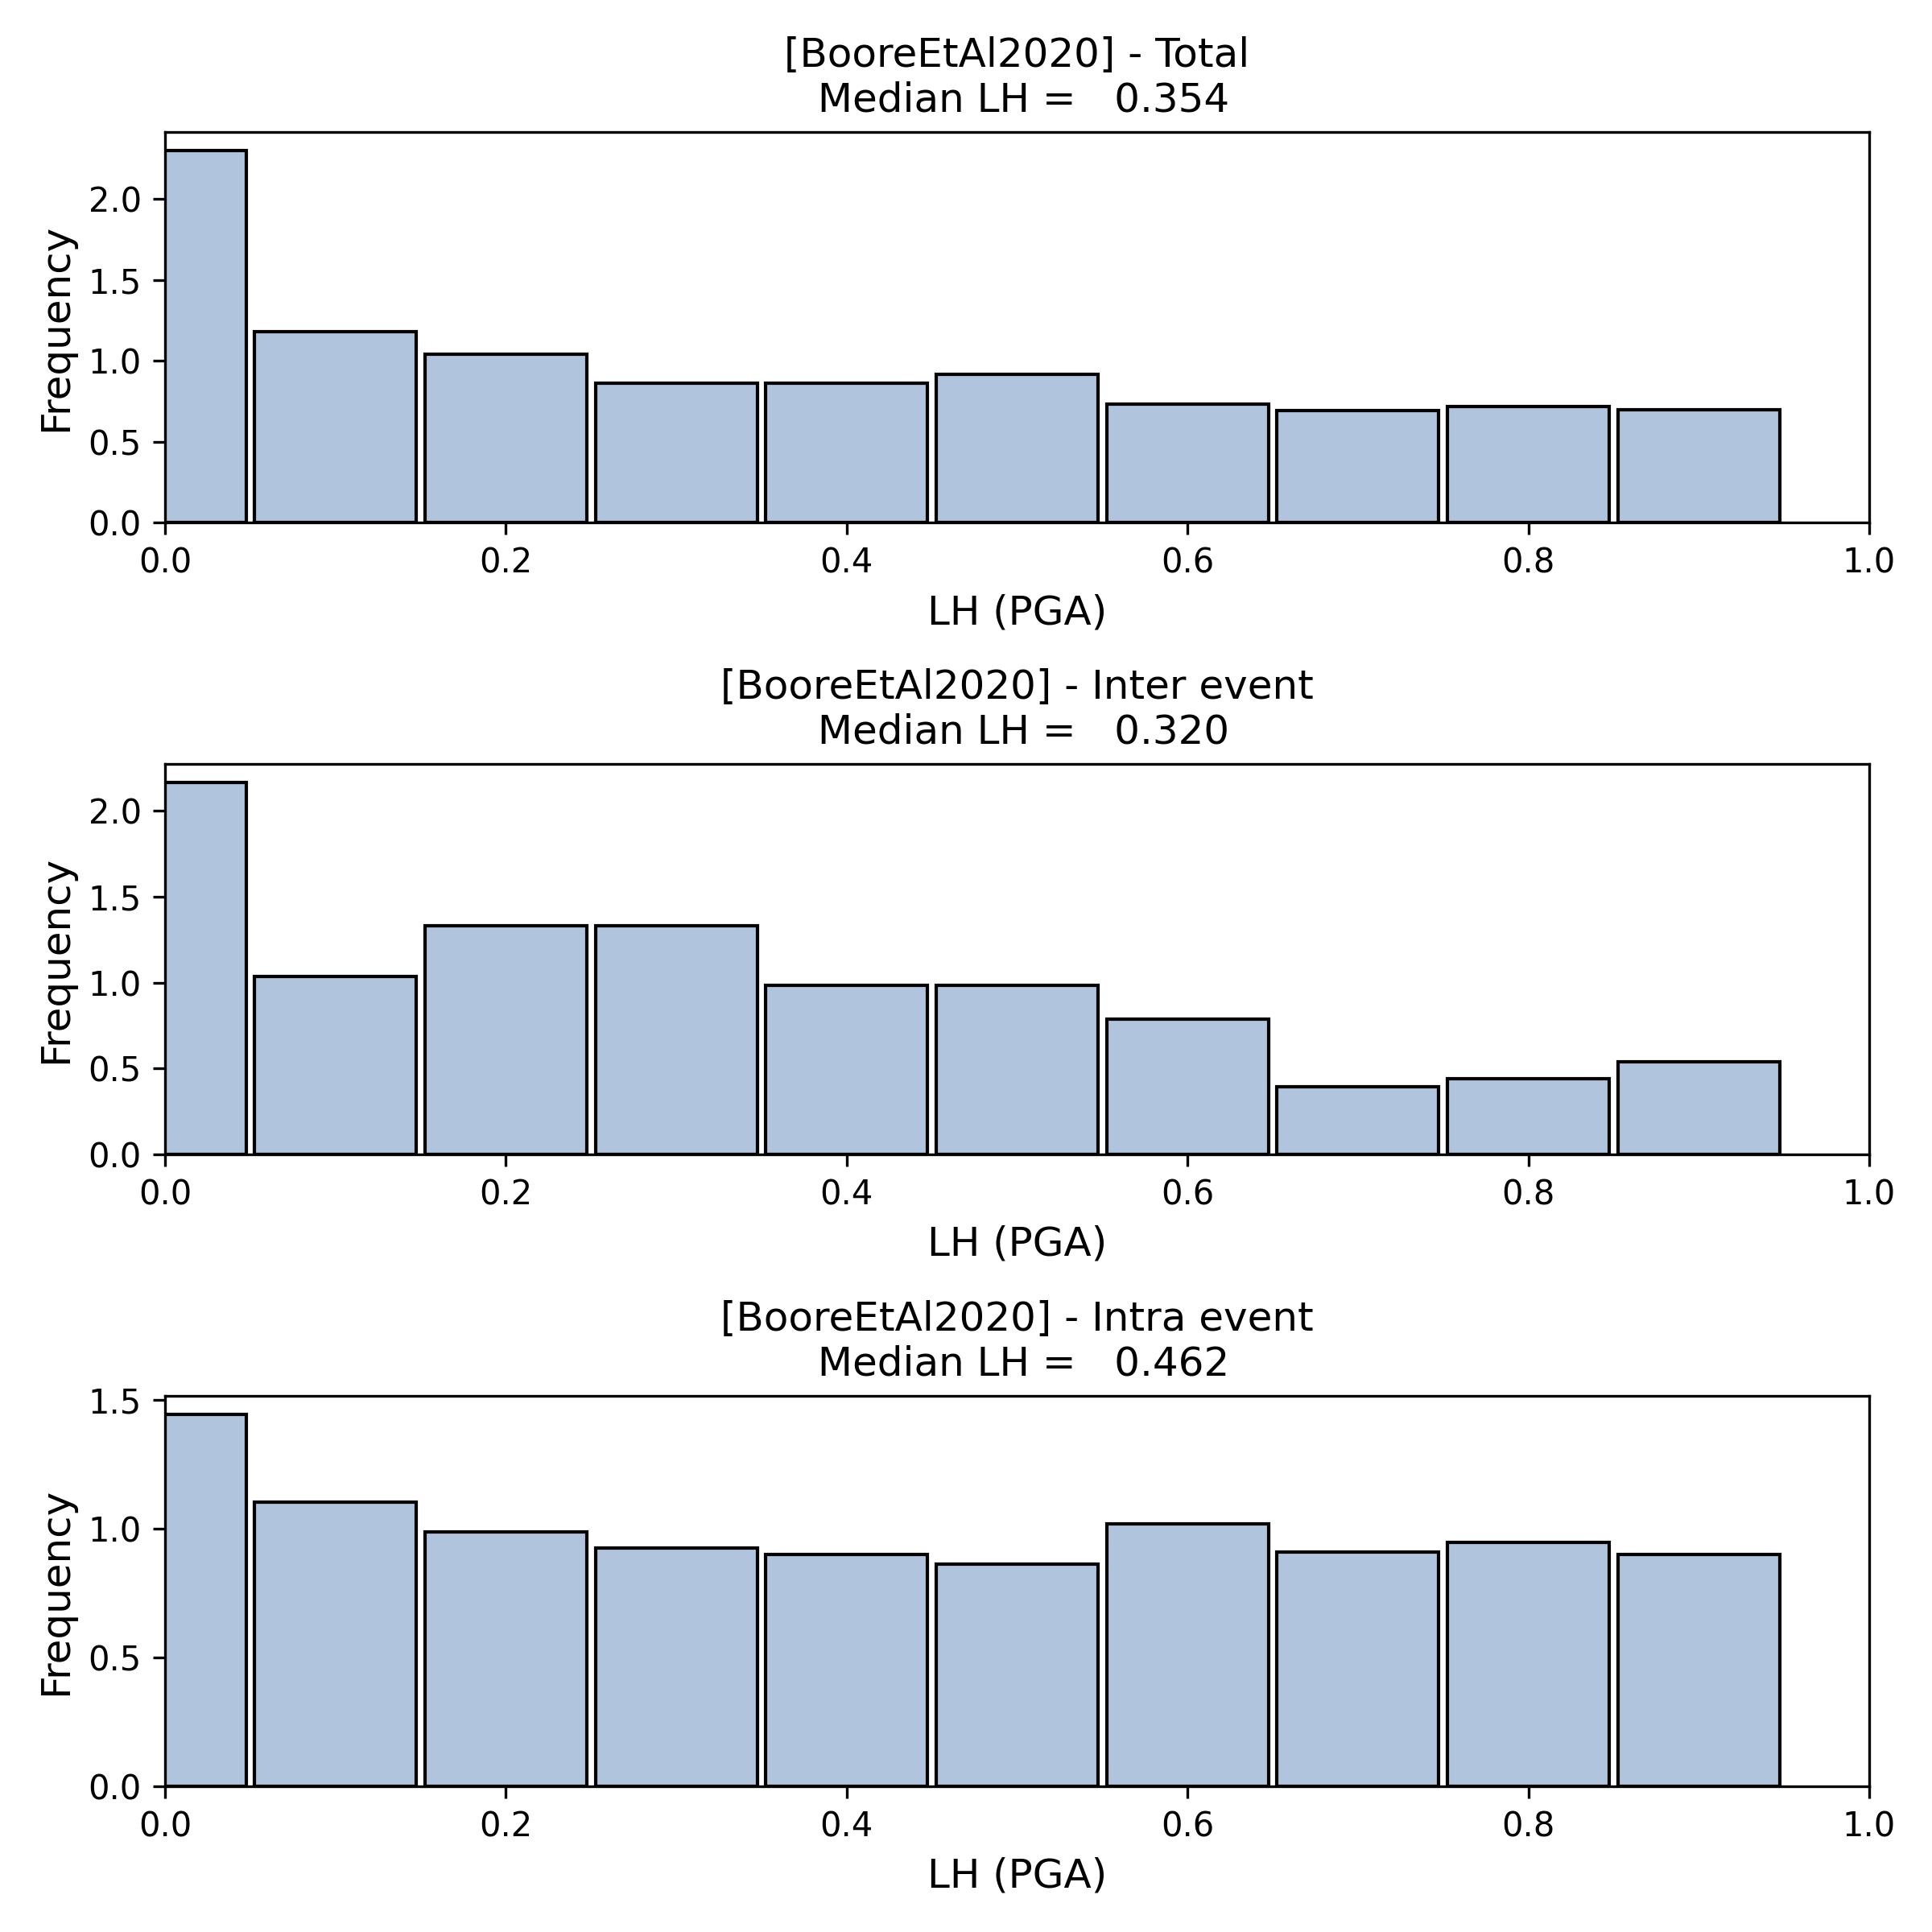 [BooreEtAl2020] - Total
Median LH =   0.354
2.0
1.5
1.0
0.5
0.0
Frequency
0.0 0.2 0.4 0.6 0.8 1.0
LH (PGA)
[BooreEtAl2020] - Inter event
Median LH =   0.320
2.0
1.5
1.0
0.5
0.0
Frequency
0.0 0.2 0.4 0.6 0.8 1.0
LH (PGA)
[BooreEtAl2020] - Intra event
Median LH =   0.462
1.5
1.0
0.5
0.0
Frequency
0.0 0.2 0.4 0.6 0.8 1.0
LH (PGA)